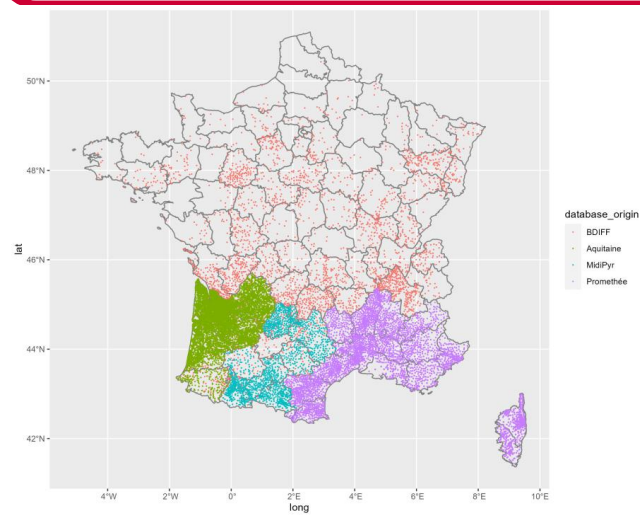 50°N
48°N
46°N
44°N
42°N
lat
4°W
2°W
0°
2°E
4°E
6°E
8°E
10°E
long
database_origin
BDIFF
Aquitaine
MidiPyr
Promethée